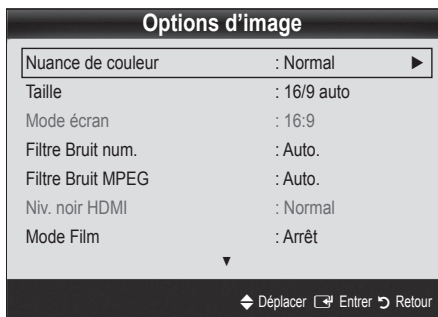 Options d'image
Nuance de couleur : Normal ►
Taille : 16/9 auto
Mode écran : 16:9
Filtre Bruit num. : Auto.
Filtre Bruit MPEG : Auto.
Niv. noir HDMI : Normal
Mode Film : Arrêt
▼
Déplacer Entrer Retour